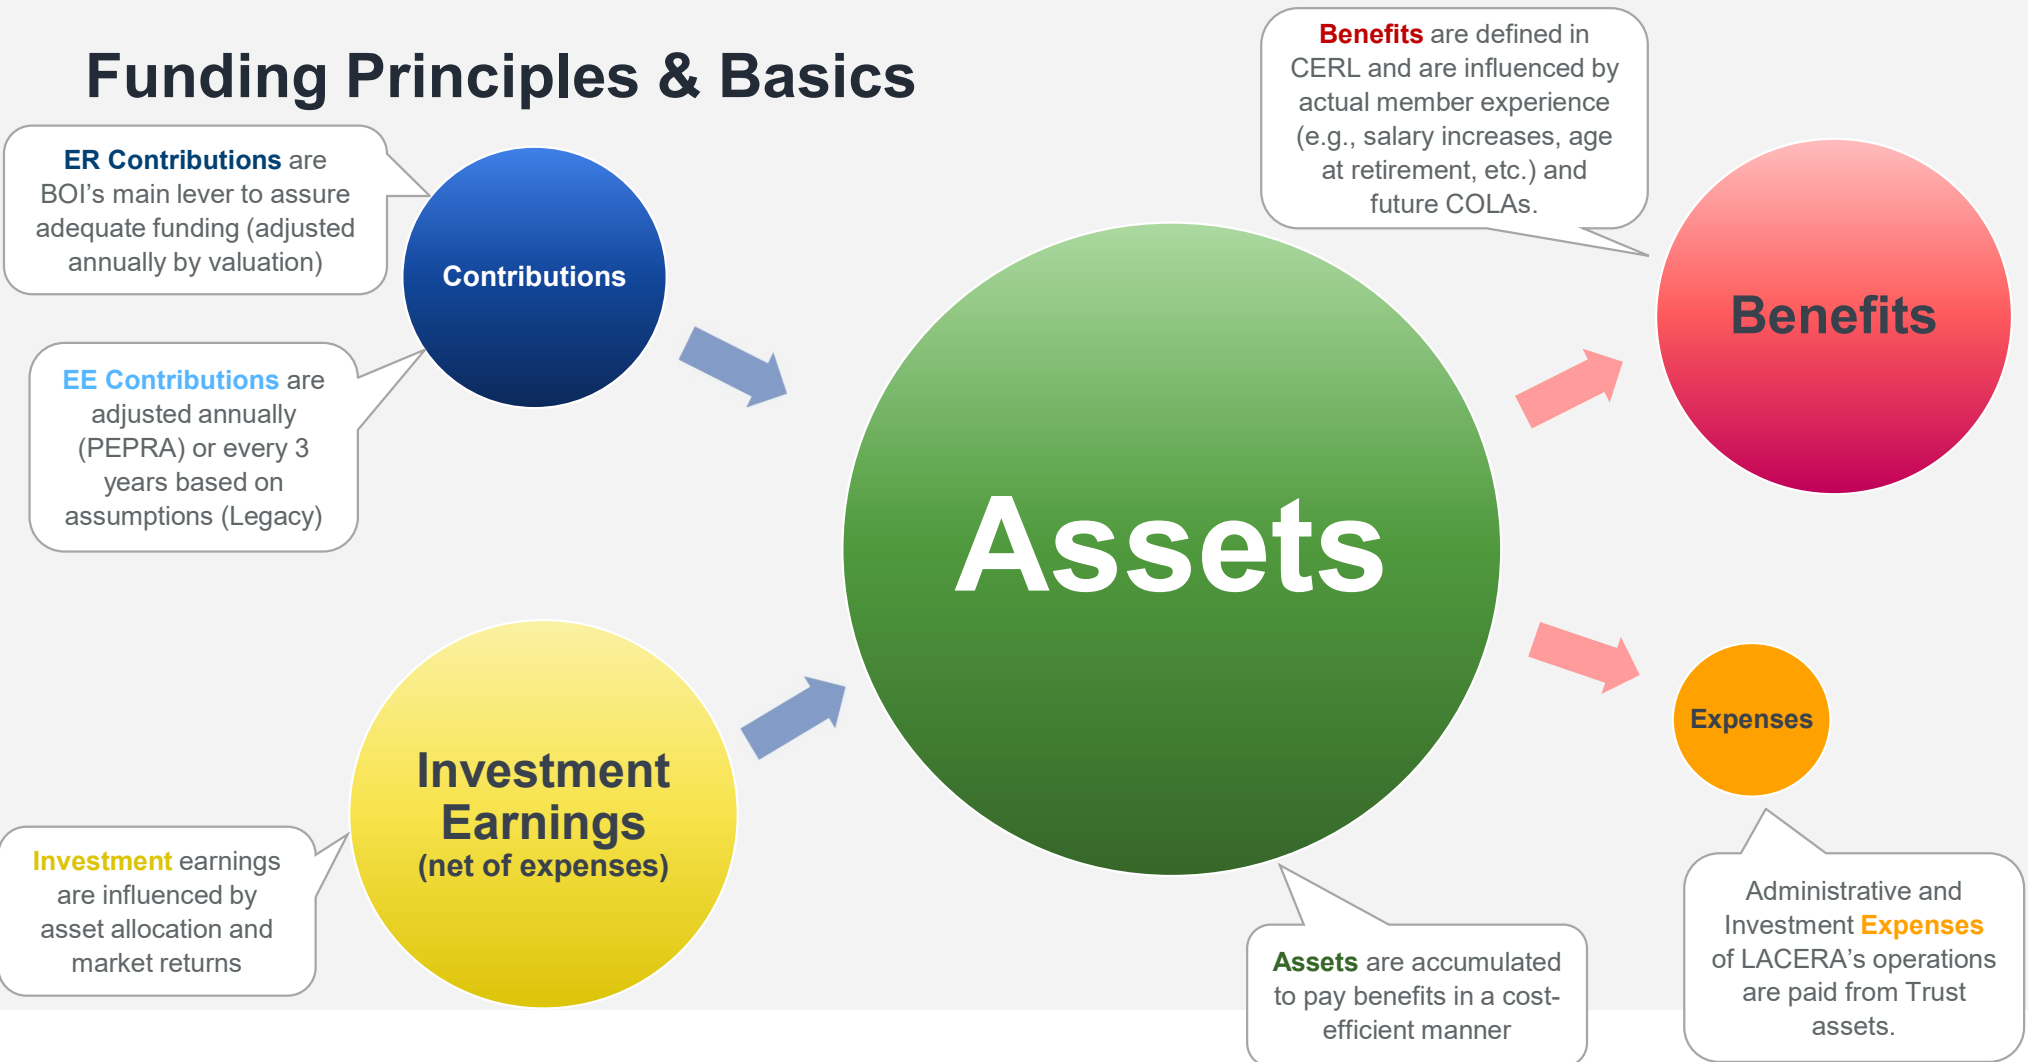 Funding Principles & Basics
ER Contributions are
BOI’s main lever to assure
adequate funding (adjusted
annually by valuation)
Contributions
EE Contributions are
adjusted annually
(PEPRA) or every 3
years based on
assumptions (Legacy)
Investment
Earnings
(net of expenses)
Investment earnings
are influenced by
asset allocation and
market returns
Assets
Assets are accumulated
to pay benefits in a cost-
efficient manner
Benefits are defined in
CERL and are influenced by
actual member experience
(e.g., salary increases, age
at retirement, etc.) and
future COLAs.
Benefits
Expenses
Administrative and
Investment Expenses
of LACERA’s operations
are paid from Trust
assets.